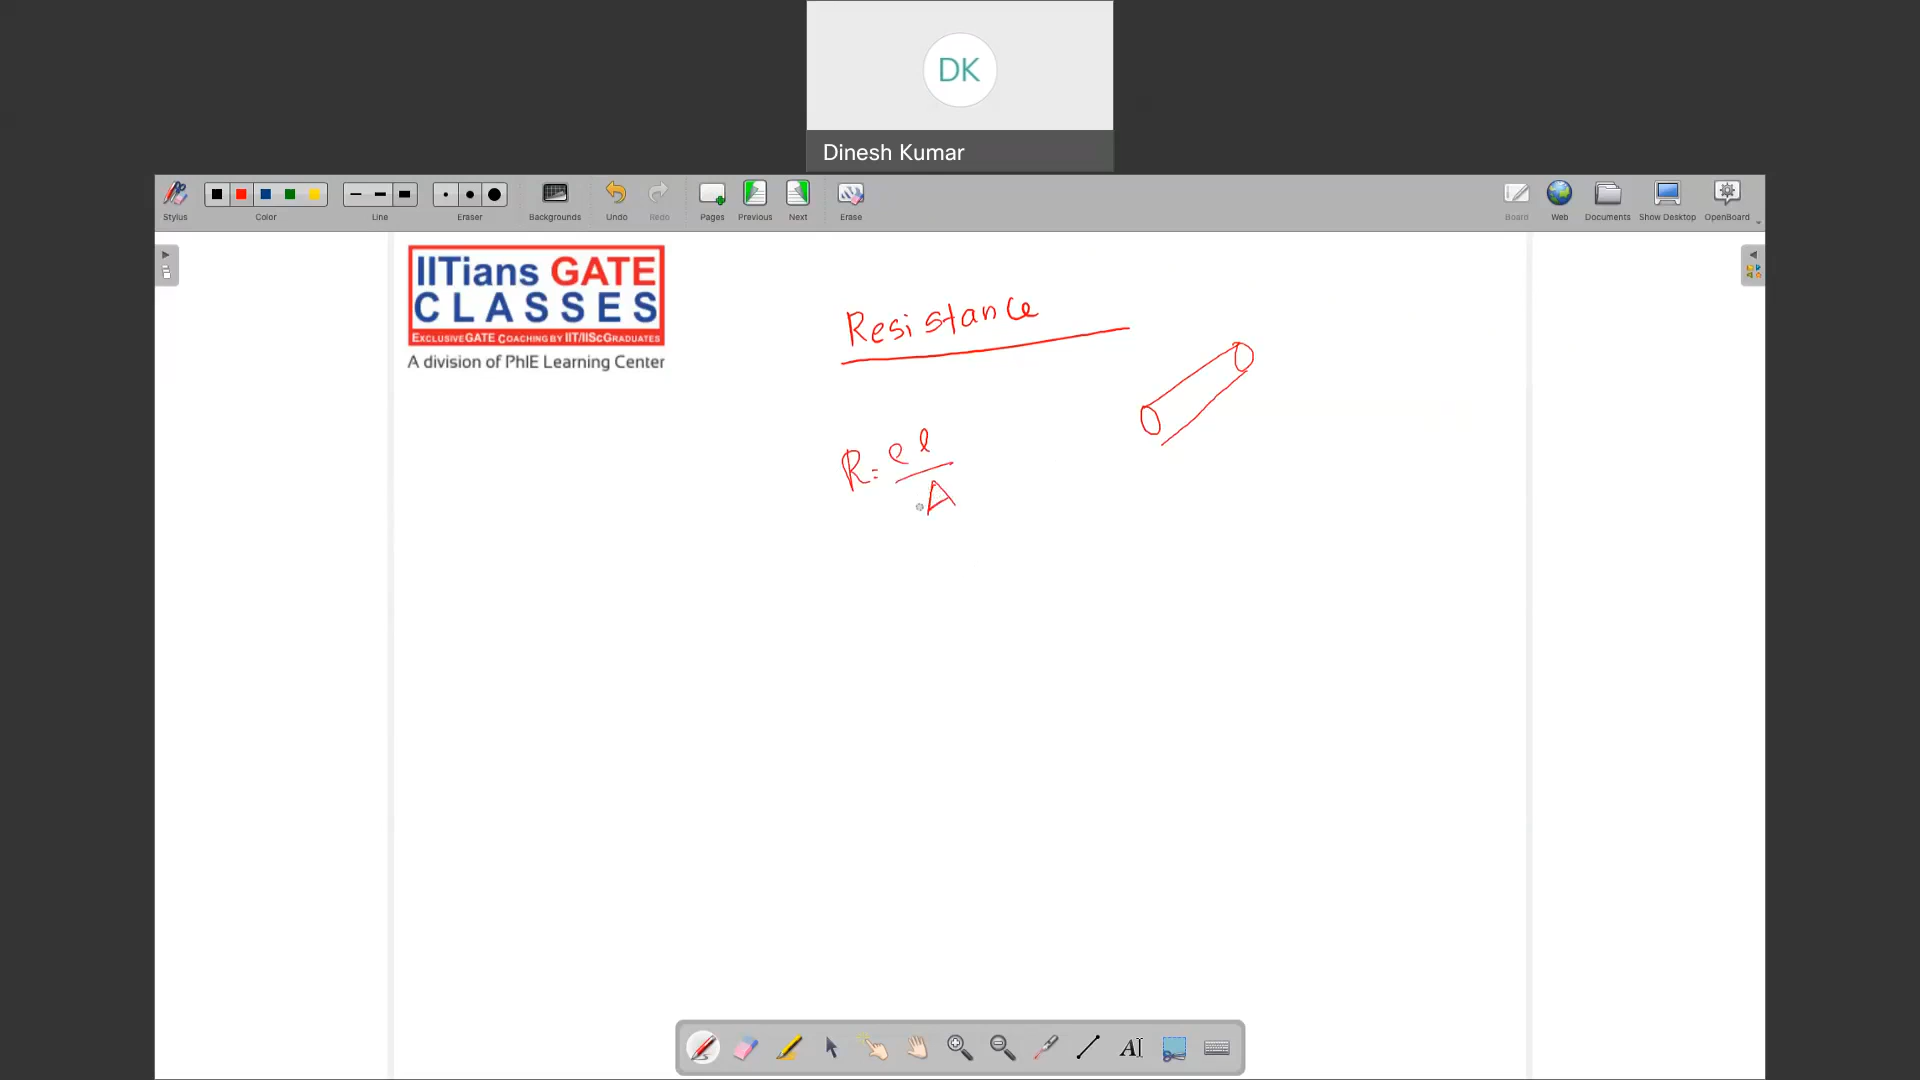 DK
Dinesh Kumar
Stylus Color Line Eraser Backgrounds Undo Redo Pages Previous Next Erase Board Web Documents Show Desktop OpenBoard
IITians GATE
CLASSES
EXCLUSIVE GATE COACHING BY IIT/IISc GRADUATES
A division of PhIE Learning Center
Resistance
R = ρl
A
AI